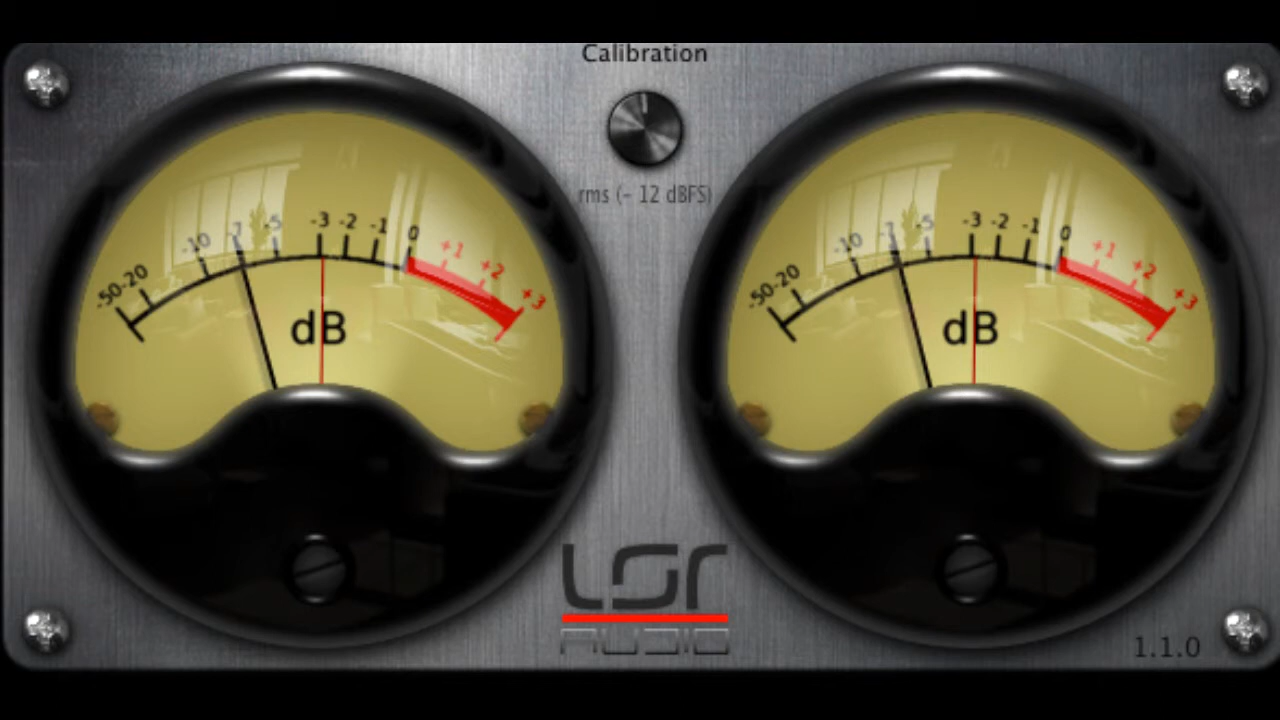 Calibration
rms (- 12 dBFS)
-50 -20 -10 -7 -5 -3 -2 -1 0 +1 +2 +3
dB
-50 -20 -10 -7 -5 -3 -2 -1 0 +1 +2 +3
dB
LSR
AUDIO
1.1.0